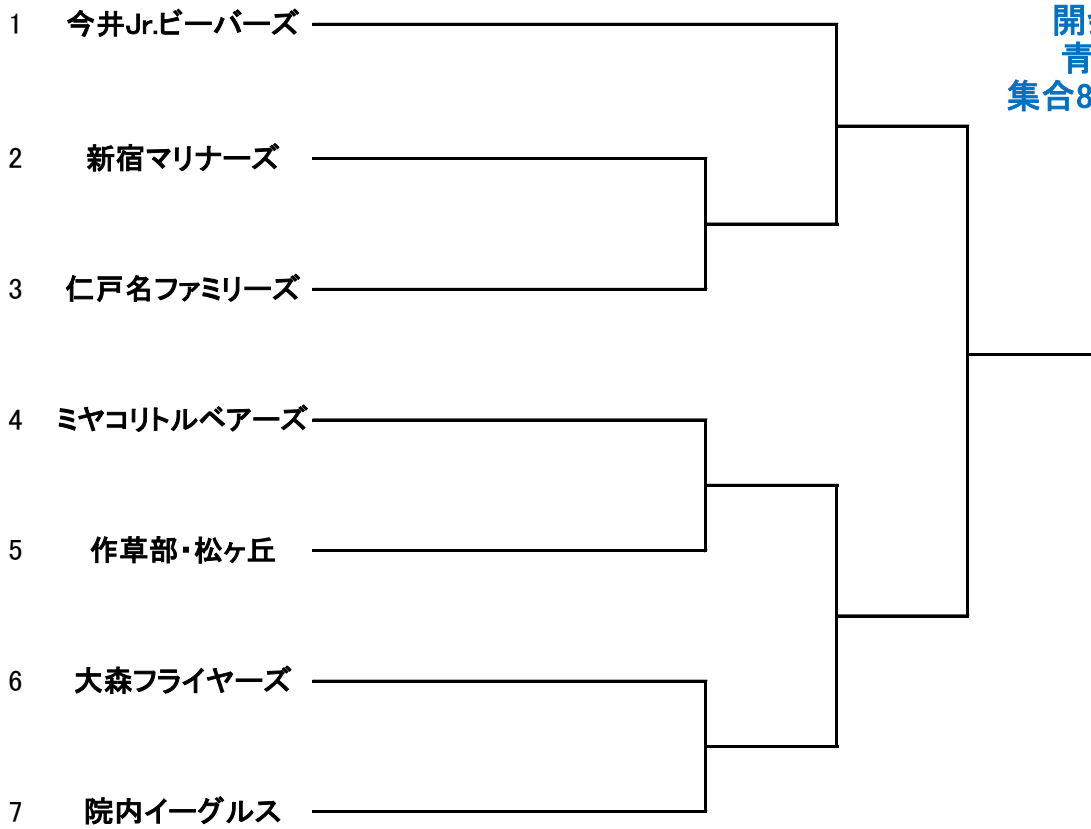 1 今井Jr.ビーバーズ
2 新宿マリナーズ
3 仁戸名ファミリーズ
4 ミヤコリトルベアーズ
5 作草部・松ヶ丘
6 大森フライヤーズ
7 院内イーグルス
開
青
集合8